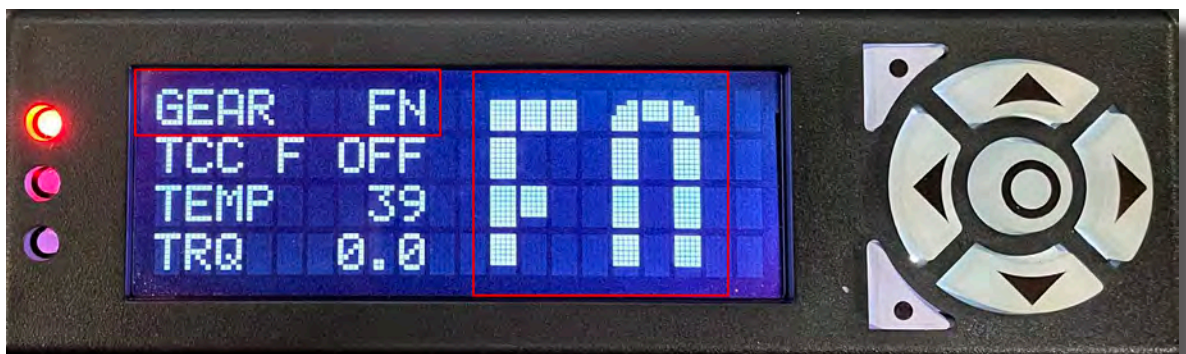 GEAR FN
TCC F OFF
TEMP 39
TRQ 0.0
Fn